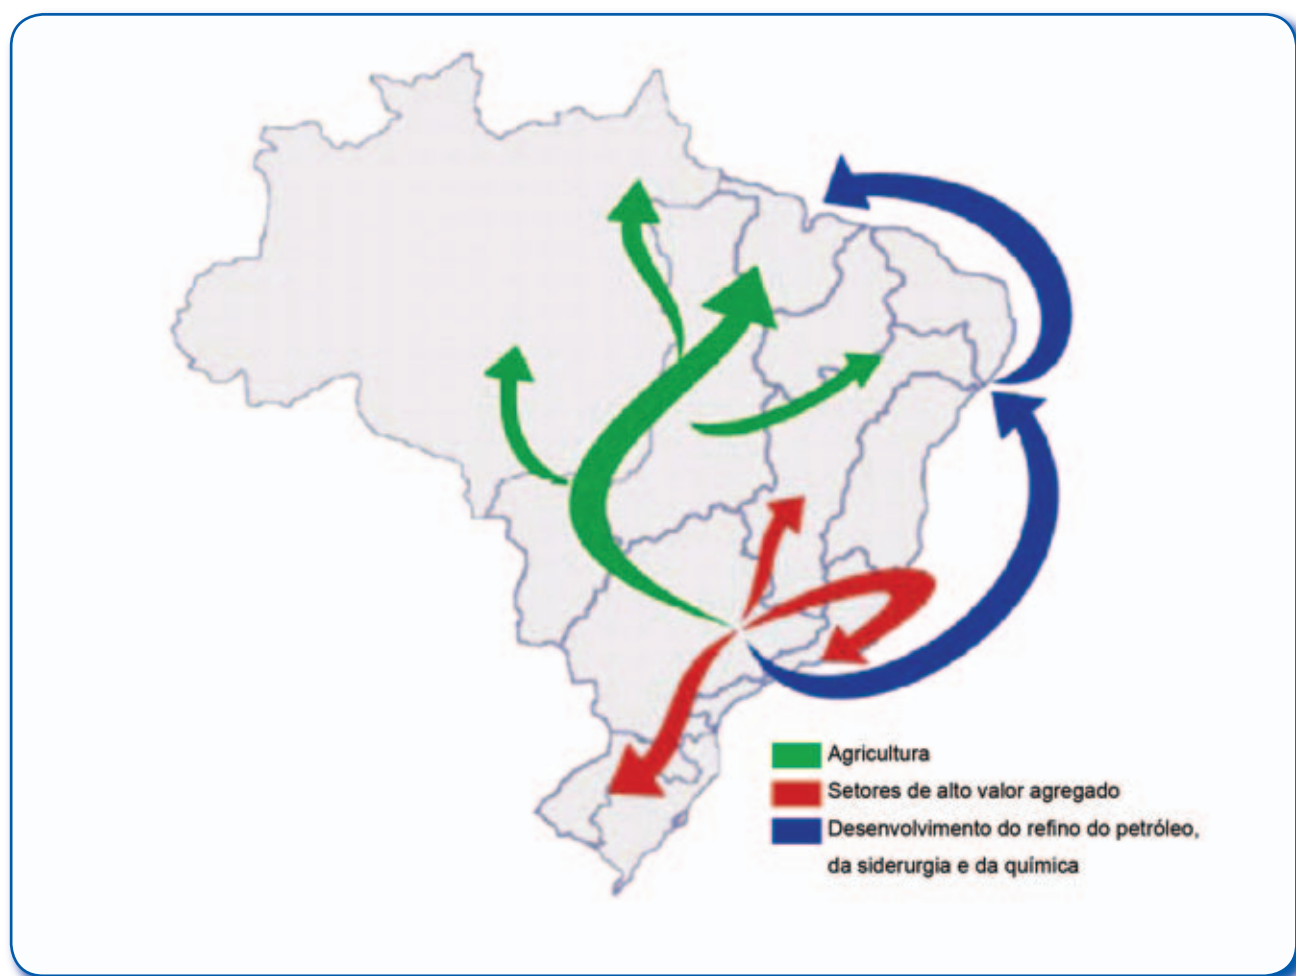 Agricultura
Setores de alto valor agregado
Desenvolvimento do refino do petróleo,
da siderurgia e da química